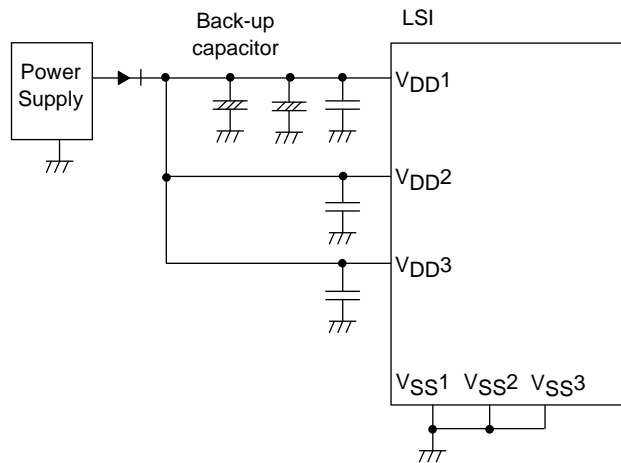 Back-up
capacitor
LSI
Power
Supply
VDD1
VDD2
VDD3
VSS1 VSS2 VSS3